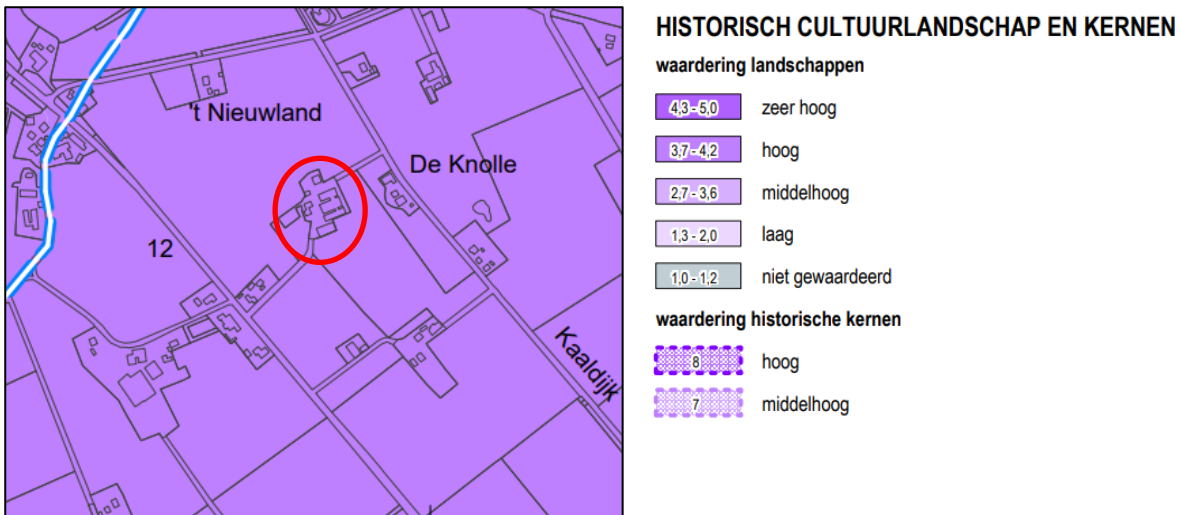 't Nieuwland
De Knolle
12
Kaaldijk
HISTORISCH CULTUURLANDSCHAP EN KERNEN
waardering landschappen
4,3 - 5,0 zeer hoog
3,7 - 4,2 hoog
2,7 - 3,6 middelhoog
1,3 - 2,0 laag
1,0 - 1,2 niet gewaardeerd
waardering historische kernen
8 hoog
7 middelhoog